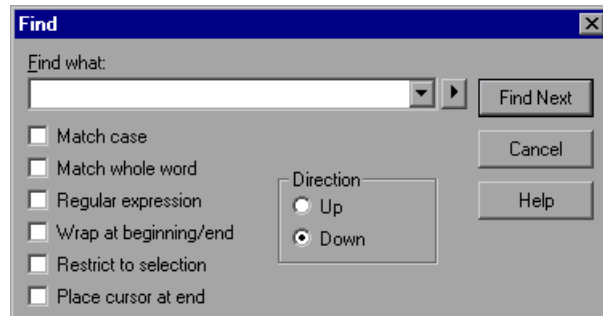 Find
Find what:
Find Next
Match case
Cancel
Match whole word
Direction
Regular expression
Up
Help
Wrap at beginning/end
Down
Restrict to selection
Place cursor at end